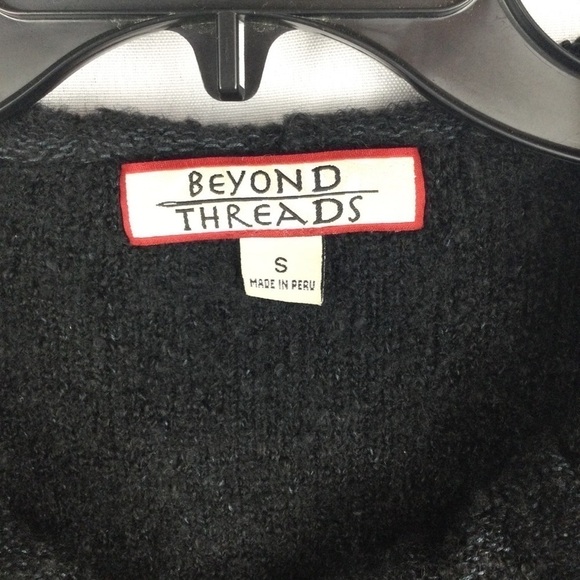 BEYOND
THREADS
S
MADE IN PERU